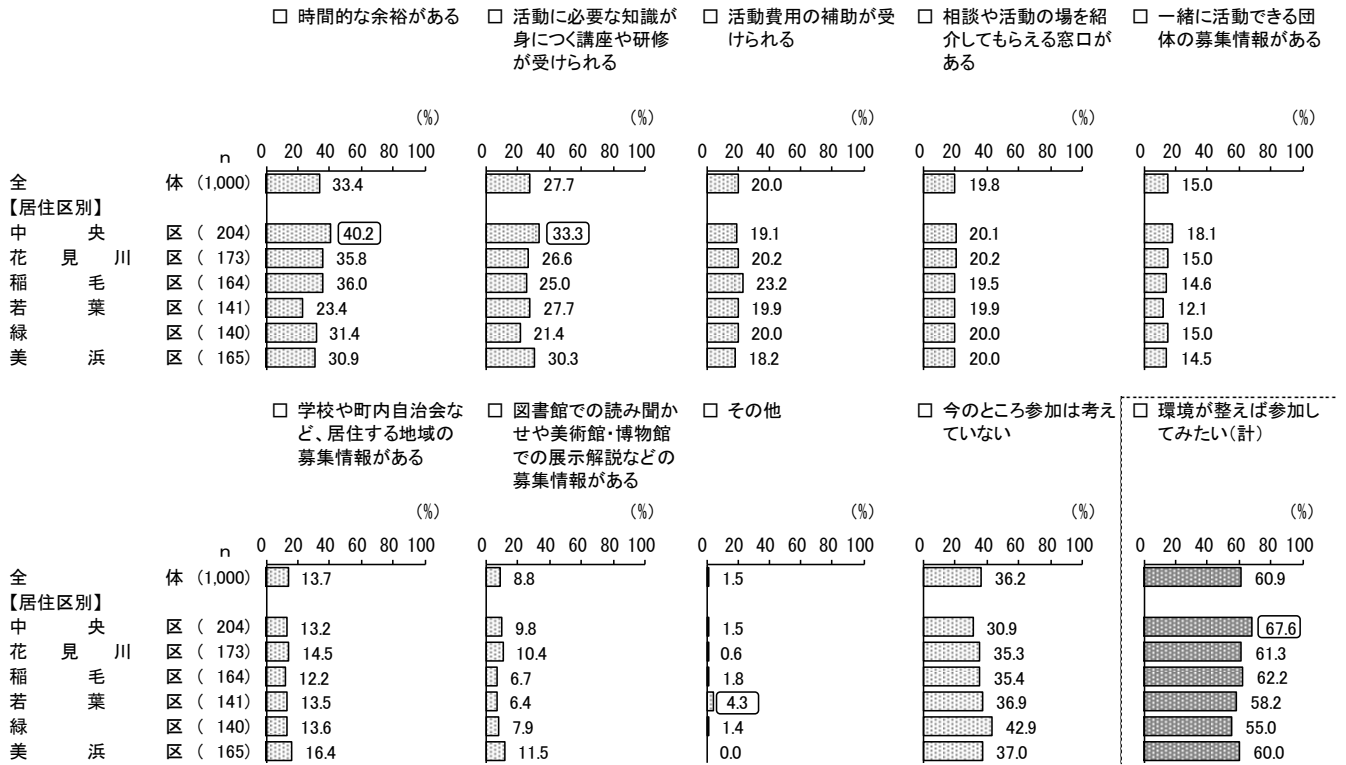 □ 時間的な余裕がある
□ 活動に必要な知識が
身につく講座や研修
が受けられる
□ 活動費用の補助が受
けられる
□ 相談や活動の場を紹
介してもらえる窓口が
ある
□ 一緒に活動できる団
体の募集情報がある
(%) (%) (%) (%) (%)
n 0 20 40 60 80 100 0 20 40 60 80 100 0 20 40 60 80 100 0 20 40 60 80 100 0 20 40 60 80 100
全体 (1,000) 33.4 27.7 20.0 19.8 15.0
【居住区別】
中央区 ( 204) 40.2 33.3 19.1 20.1 18.1
花見川区 ( 173) 35.8 26.6 20.2 20.2 15.0
稲毛区 ( 164) 36.0 25.0 23.2 19.5 14.6
若葉区 ( 141) 23.4 27.7 19.9 19.9 12.1
緑区 ( 140) 31.4 21.4 20.0 20.0 15.0
美浜区 ( 165) 30.9 30.3 18.2 20.0 14.5
□ 学校や町内自治会な
ど、居住する地域の
募集情報がある
□ 図書館での読み聞か
せや美術館・博物館
での展示解説などの
募集情報がある
□ その他
□ 今のところ参加は考え
ていない
□ 環境が整えば参加し
てみたい(計)
(%) (%) (%) (%) (%)
n 0 20 40 60 80 100 0 20 40 60 80 100 0 20 40 60 80 100 0 20 40 60 80 100 0 20 40 60 80 100
全体 (1,000) 13.7 8.8 1.5 36.2 60.9
【居住区別】
中央区 ( 204) 13.2 9.8 1.5 30.9 67.6
花見川区 ( 173) 14.5 10.4 0.6 35.3 61.3
稲毛区 ( 164) 12.2 6.7 1.8 35.4 62.2
若葉区 ( 141) 13.5 6.4 4.3 36.9 58.2
緑区 ( 140) 13.6 7.9 1.4 42.9 55.0
美浜区 ( 165) 16.4 11.5 0.0 37.0 60.0